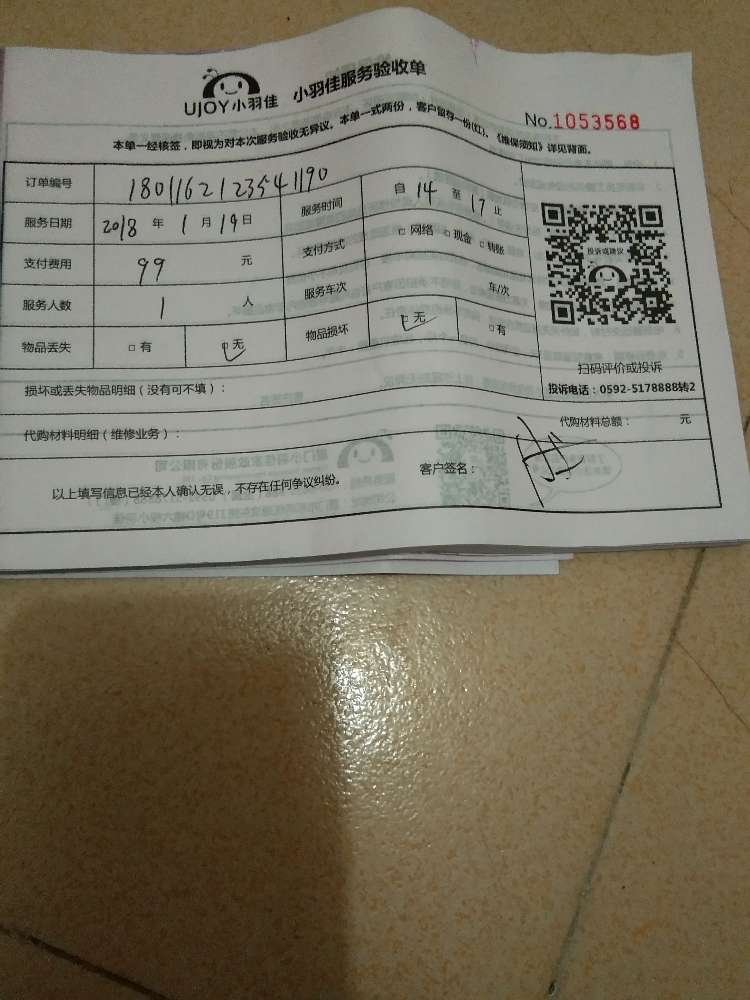 UJOY小羽佳 小羽佳服务验收单
No.1053568
本单一经核签，即视为对本次服务验收无异议。本单一式两份，客户留存一份(红)。《维保须知》详见背面。
订单编号 1801162123541190
服务时间 自 14 至 17 止
服务日期 2018 年 1 月 19 日
支付方式 □ 网络 □ 现金 □ 转账
支付费用 99 元
服务车次 车/次
服务人数 1 人
物品损坏 □ 无 □ 有
物品丢失 □ 有 □ 无
投诉或建议
扫码评价或投诉
投诉电话：0592-5178888转2
损坏或丢失物品明细（没有可不填）：
代购材料明细（维修业务）：
代购材料总额： 元
以上填写信息已经本人确认无误，不存在任何争议纠纷。
客户签名：